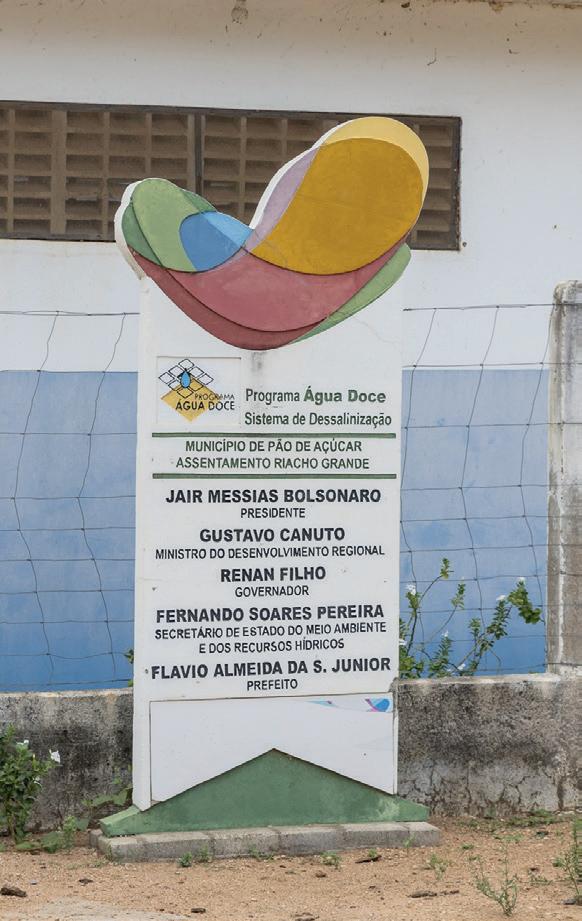 PROGRAMA
ÁGUA DOCE
Programa Água Doce
Sistema de Dessalinização
MUNICÍPIO DE PÃO DE AÇÚCAR
ASSENTAMENTO RIACHO GRANDE
JAIR MESSIAS BOLSONARO
PRESIDENTE
GUSTAVO CANUTO
MINISTRO DO DESENVOLVIMENTO REGIONAL
RENAN FILHO
GOVERNADOR
FERNANDO SOARES PEREIRA
SECRETÁRIO DE ESTADO DO MEIO AMBIENTE
E DOS RECURSOS HÍDRICOS
FLAVIO ALMEIDA DA S. JUNIOR
PREFEITO